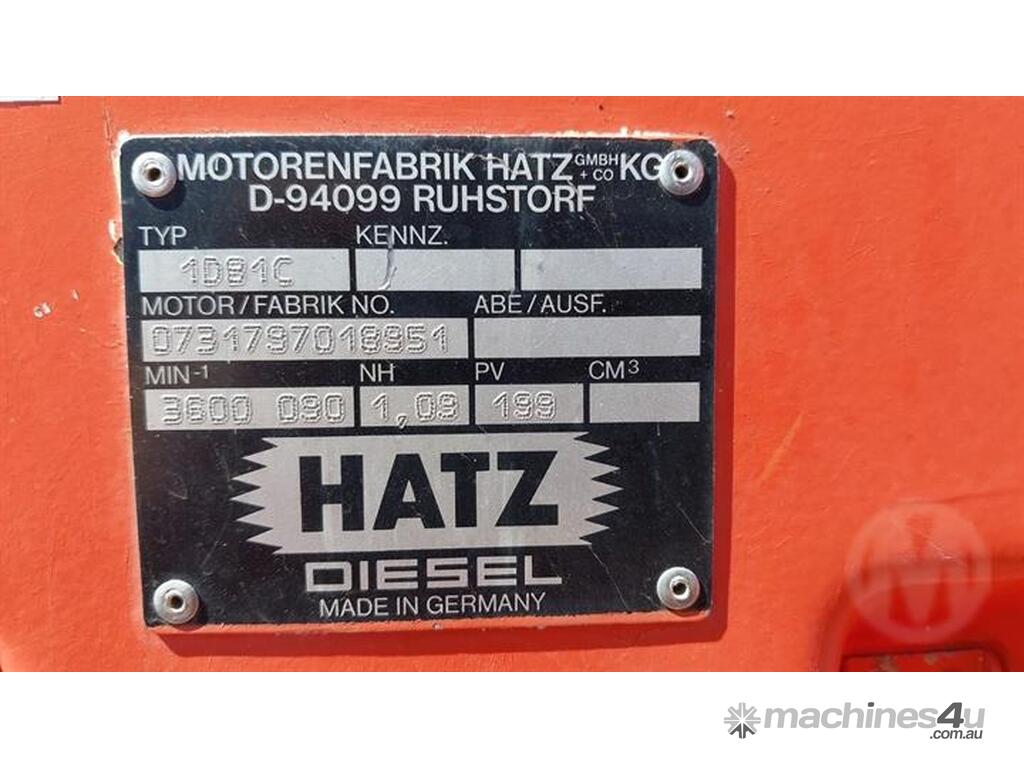 MOTORENFABRIK HATZ GMBH + CO KG
D-94099 RUHSTORF
TYP KENNZ.
1D81C
MOTOR/FABRIK NO. ABE/AUSF.
0731797018951
MIN-1 NH PV CM3
3600 090 1,09 199
HATZ
DIESEL
MADE IN GERMANY
M
machines4u
.com.au